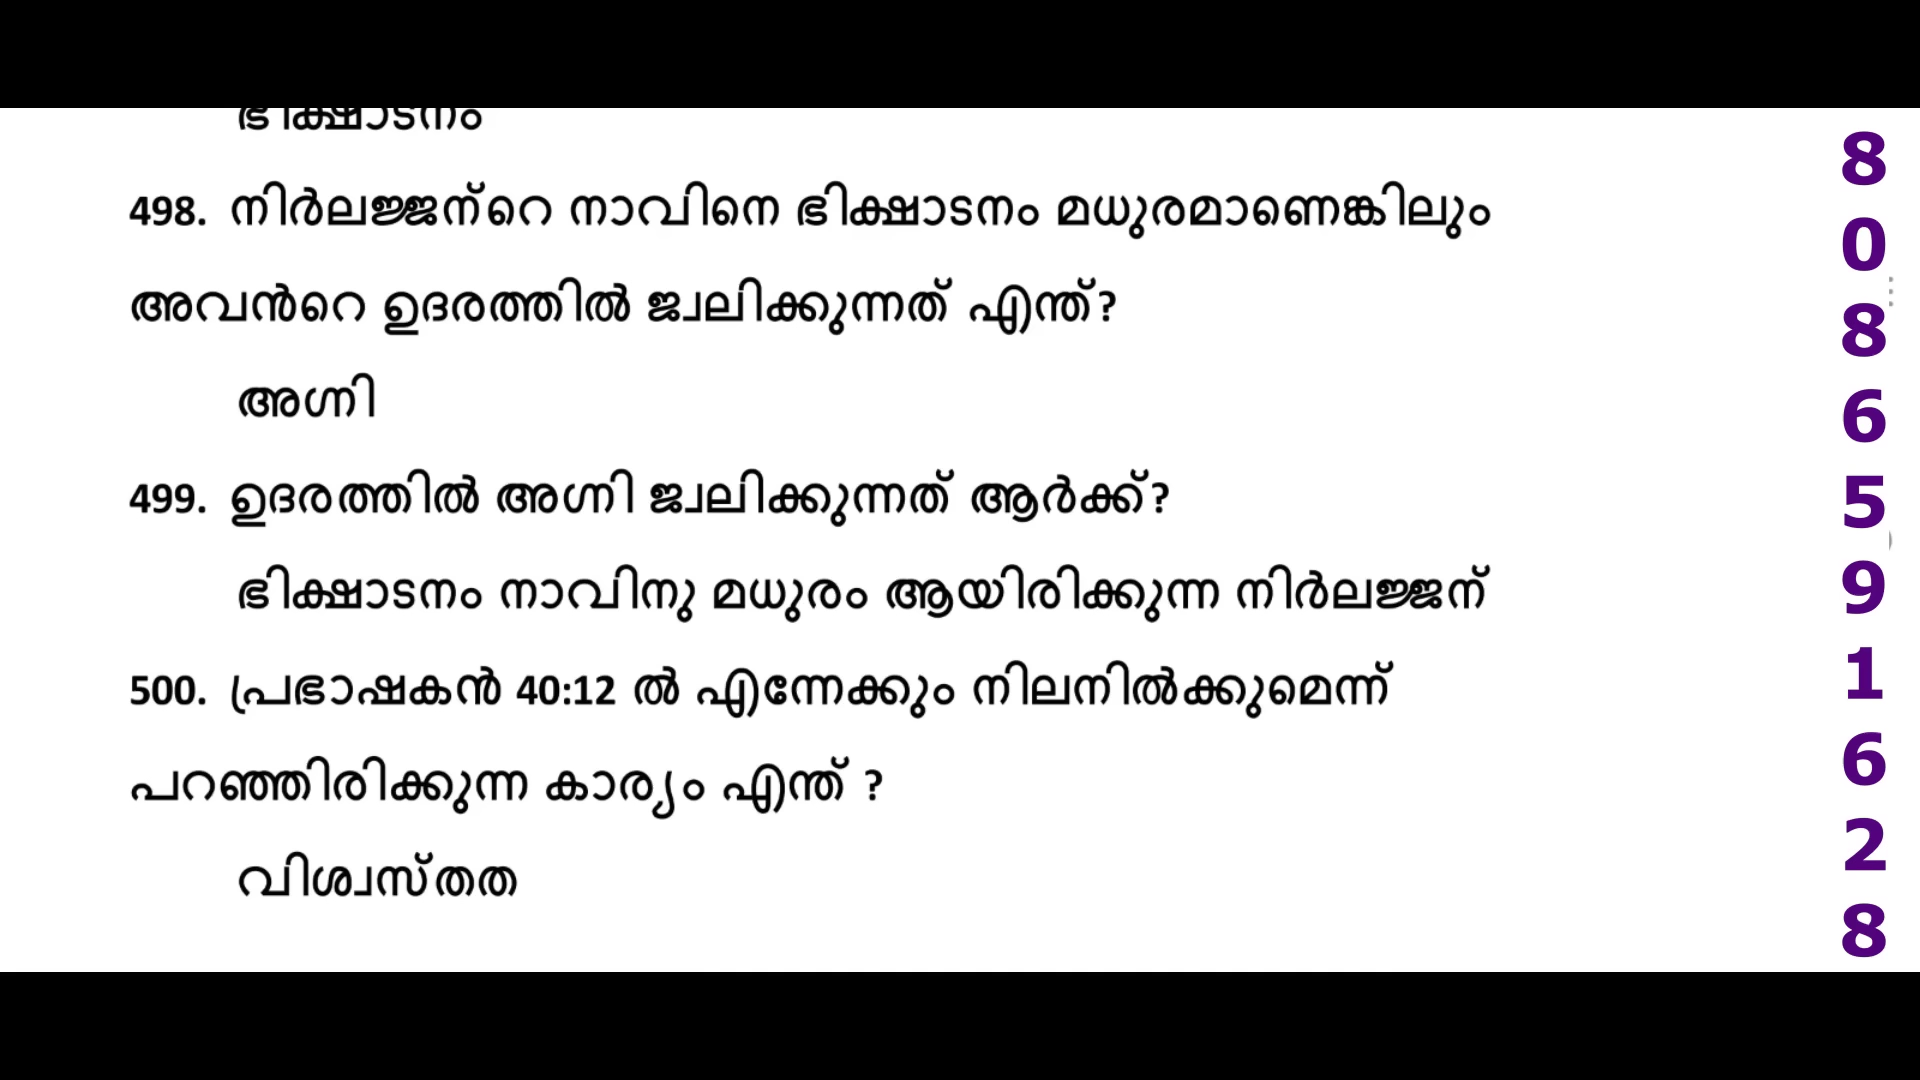 ഭിക്ഷാടനം
498. നിർലജ്ജന്റെ നാവിനെ ഭിക്ഷാടനം മധുരമാണെങ്കിലും
അവൻറെ ഉദരത്തിൽ ജ്വലിക്കുന്നത് എന്ത്?
അഗ്നി
499. ഉദരത്തിൽ അഗ്നി ജ്വലിക്കുന്നത് ആർക്ക്?
ഭിക്ഷാടനം നാവിനു മധുരം ആയിരിക്കുന്ന നിർലജ്ജന്
500. പ്രഭാഷകൻ 40:12 ൽ എന്നേക്കും നിലനിൽക്കുമെന്ന്
പറഞ്ഞിരിക്കുന്ന കാര്യം എന്ത് ?
വിശ്വസ്തത
8
0
8
6
5
9
1
6
2
8